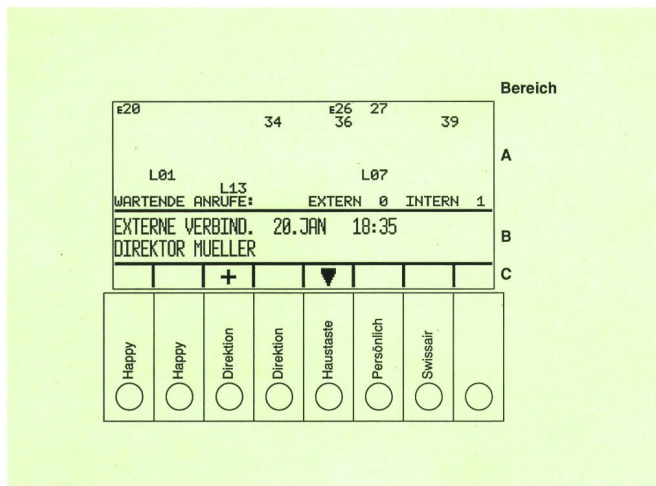 Bereich
E20 E26 27
34 36 39
A
L01 L07
L13
WARTENDE ANRUFE: EXTERN 0 INTERN 1
EXTERNE VERBIND. 20.JAN 18:35
B
DIREKTOR MUELLER
+ ▼ C
Happy
Happy
Direktion
Direktion
Haustaste
Persönlich
Swissair